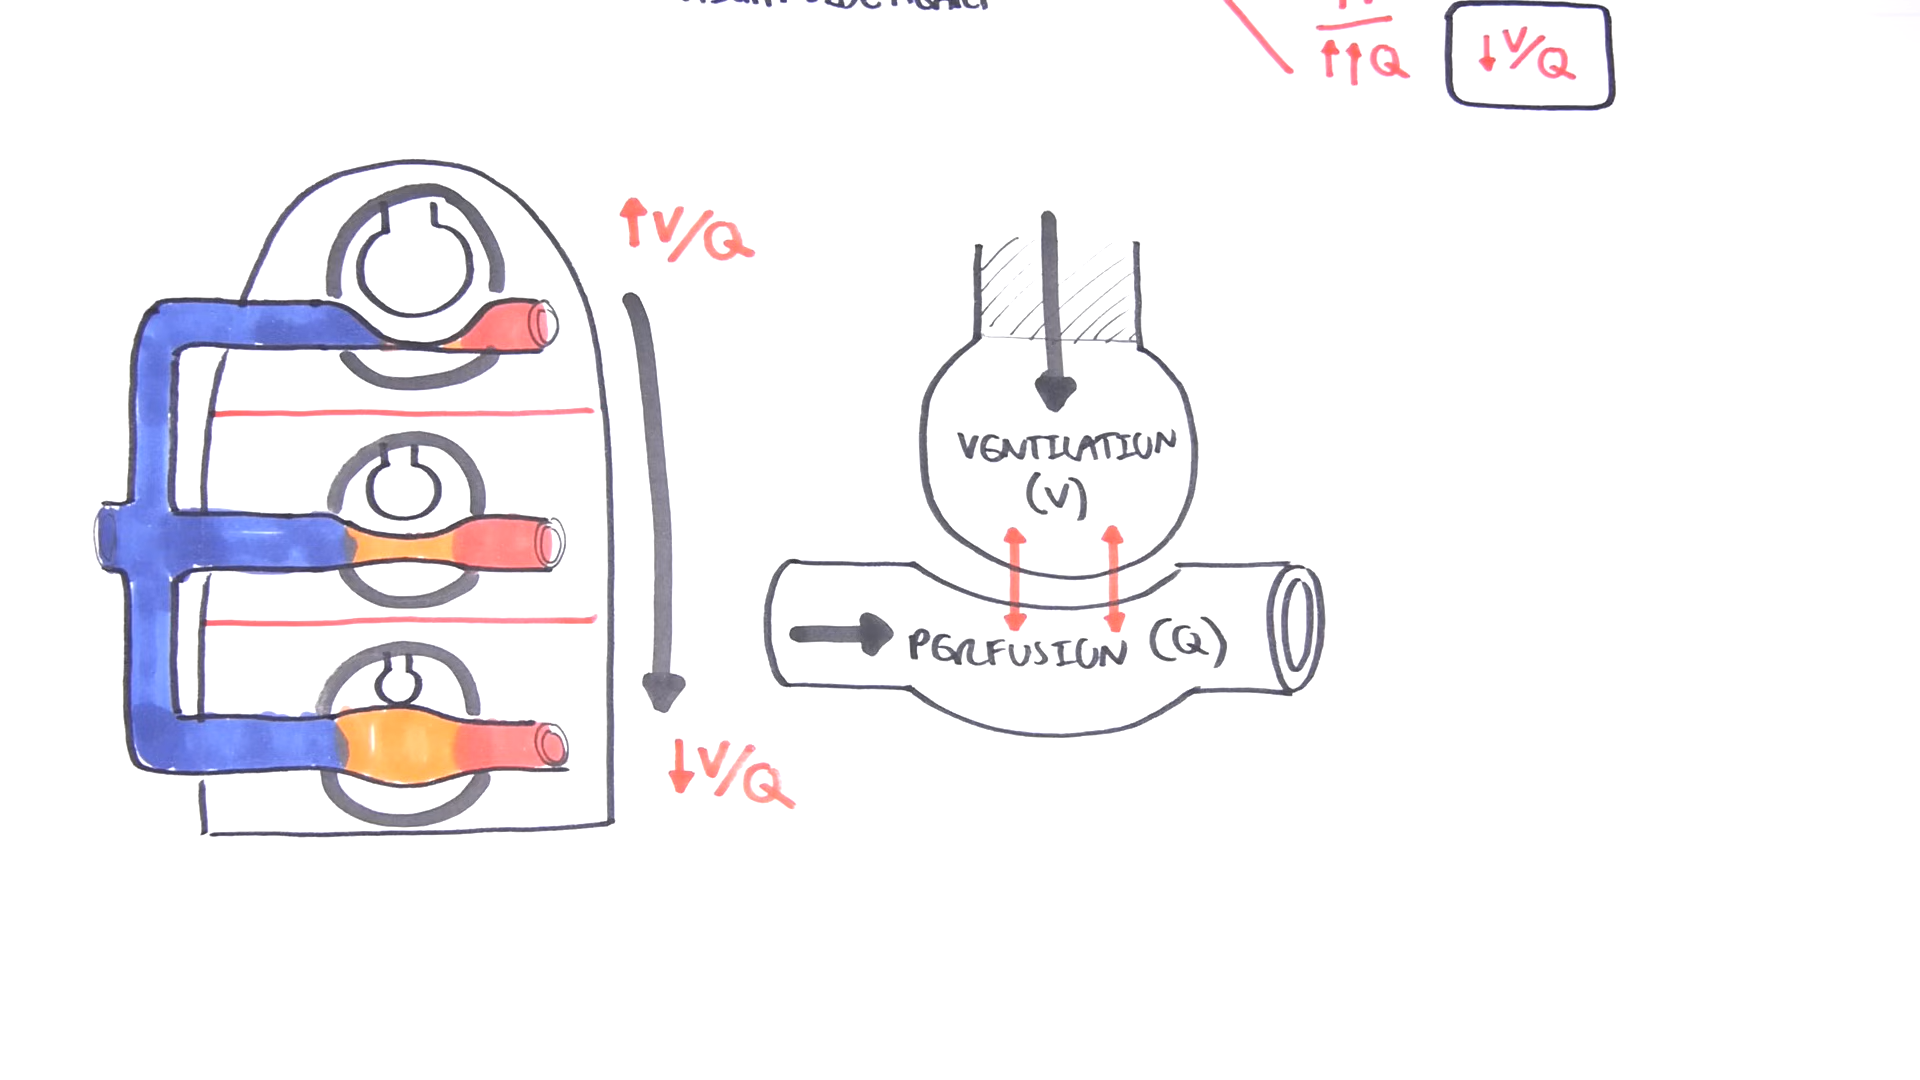 ↑↑Q
↓V/Q
↑V/Q
VENTILATION
(V)
PERFUSION (Q)
↓V/Q